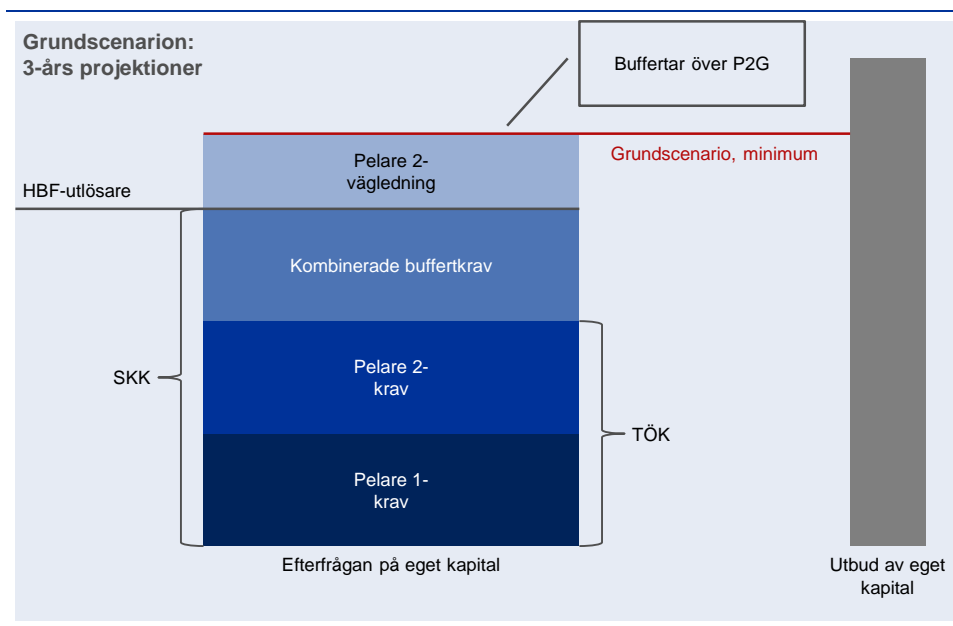 Grundscenarion:
3-års projektioner
Buffertar över P2G
Pelare 2-
vägledning
Grundscenario, minimum
HBF-utlösare
Kombinerade buffertkrav
SKK
Pelare 2-
krav
TÖK
Pelare 1-
krav
Efterfrågan på eget kapital
Utbud av eget
kapital